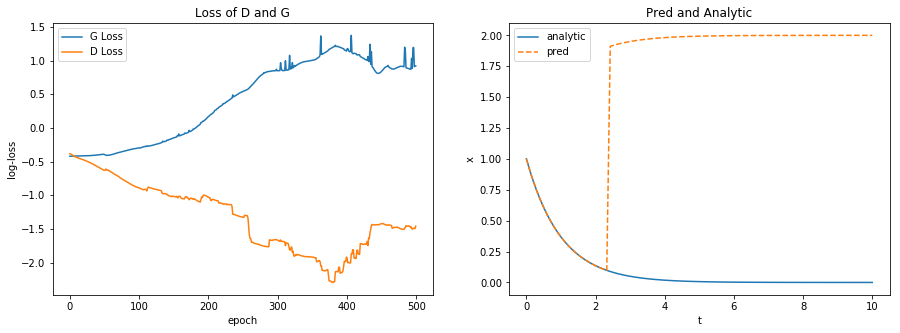 Loss of D and G
G Loss
D Loss
1.5
1.0
0.5
0.0
−0.5
−1.0
−1.5
−2.0
log-loss
0
100
200
300
400
500
epoch
Pred and Analytic
analytic
pred
2.00
1.75
1.50
1.25
1.00
0.75
0.50
0.25
0.00
x
0
2
4
6
8
10
t